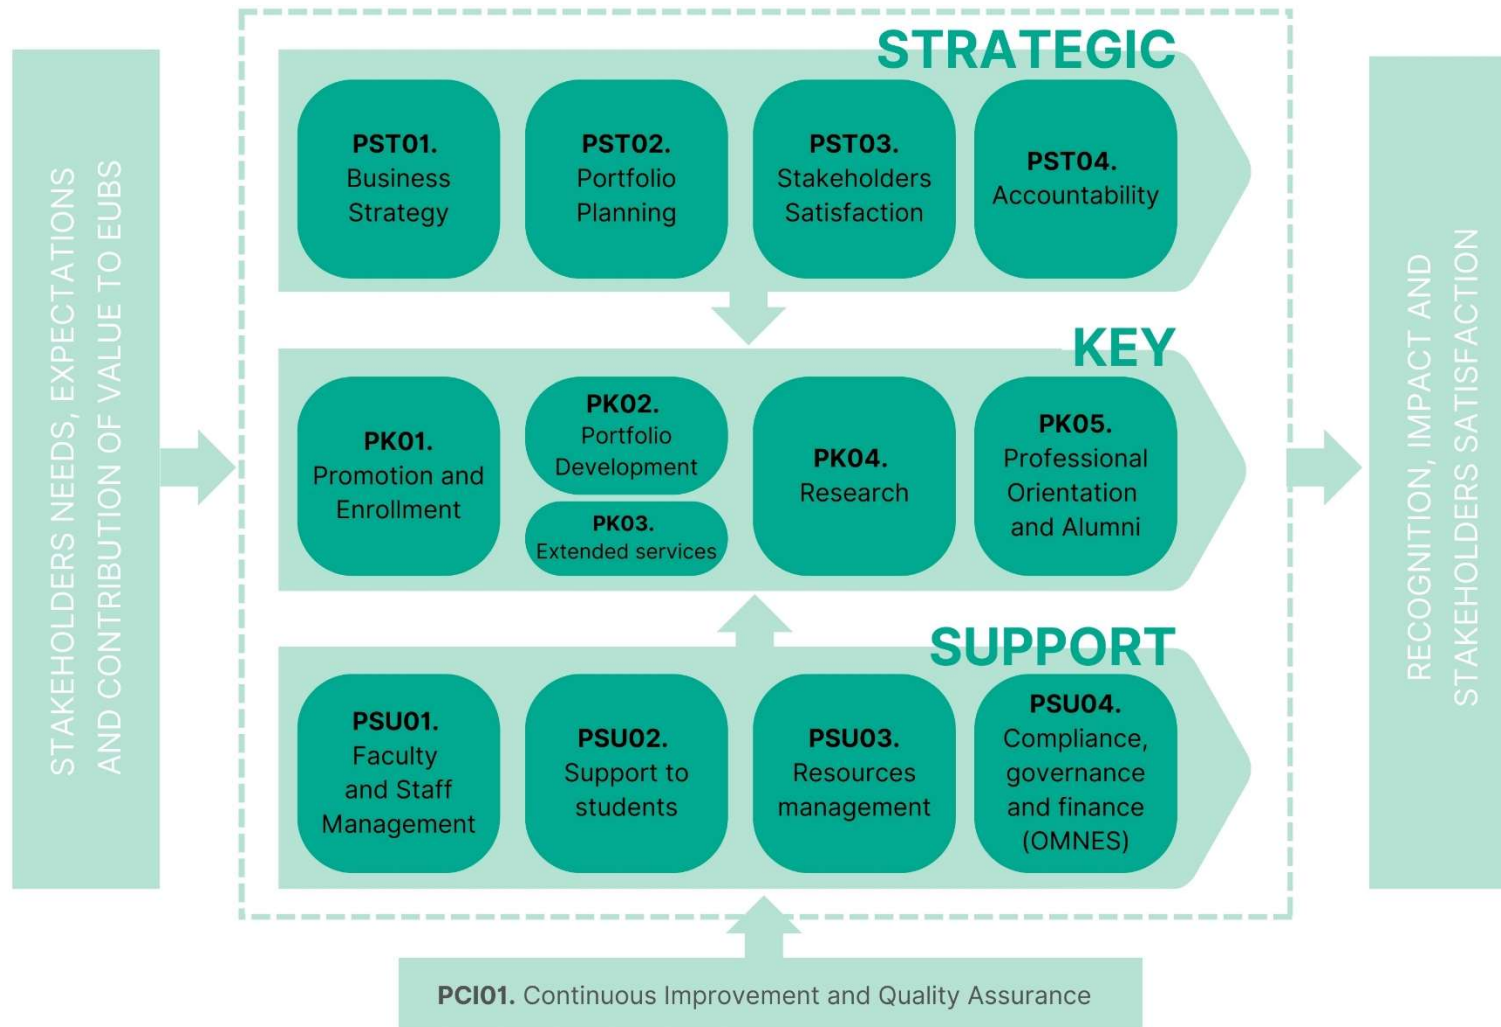 STAKEHOLDERS NEEDS, EXPECTATIONS
AND CONTRIBUTION OF VALUE TO EUBS
STRATEGIC
PST01.
Business
Strategy
PST02.
Portfolio
Planning
PST03.
Stakeholders
Satisfaction
PST04.
Accountability
KEY
PK01.
Promotion and
Enrollment
PK02.
Portfolio
Development
PK03.
Extended services
PK04.
Research
PK05.
Professional
Orientation
and Alumni
SUPPORT
PSU01.
Faculty
and Staff
Management
PSU02.
Support to
students
PSU03.
Resources
management
PSU04.
Compliance,
governance
and finance
(OMNES)
PCI01. Continuous Improvement and Quality Assurance
RECOGNITION, IMPACT AND
STAKEHOLDERS SATISFACTION